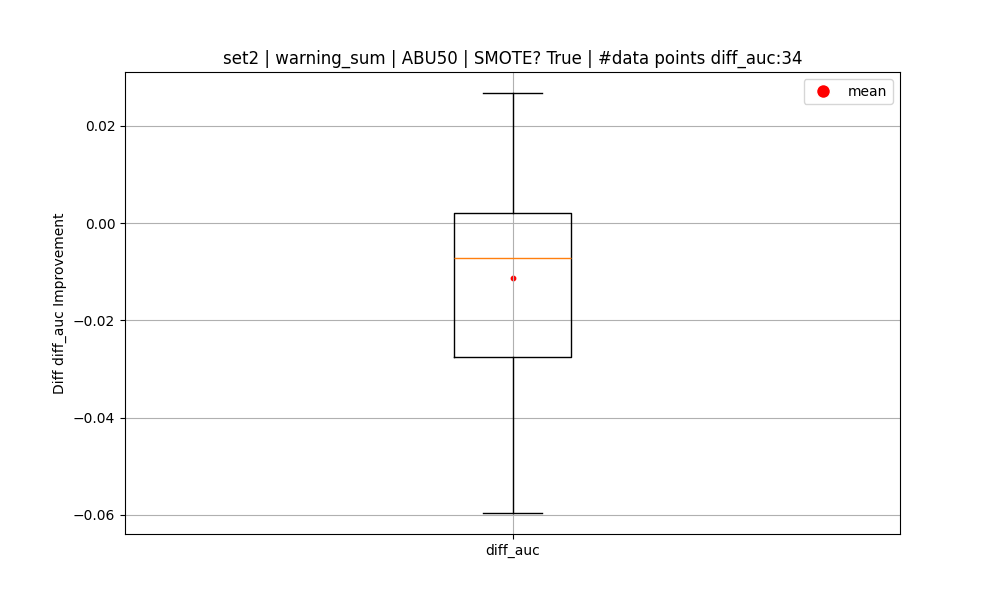 set2 | warning_sum | ABU50 | SMOTE? True | #data points diff_auc:34
mean
0.02
0.00
−0.02
−0.04
−0.06
Diff diff_auc Improvement
diff_auc